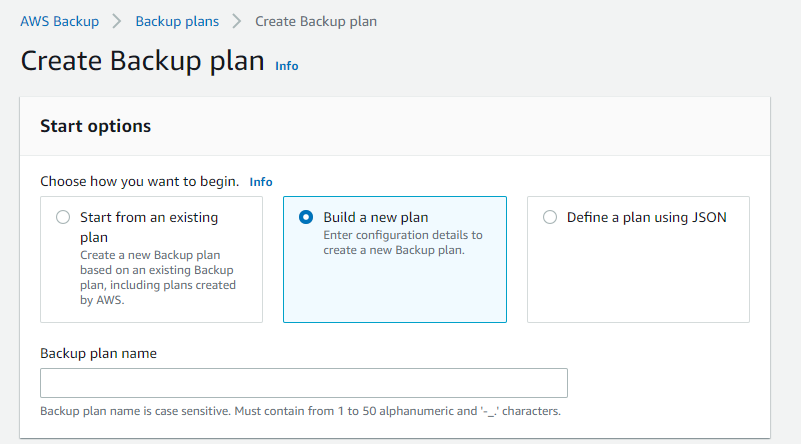 AWS Backup > Backup plans > Create Backup plan
Create Backup plan Info
Start options
Choose how you want to begin. Info
Start from an existing
plan
Create a new Backup plan
based on an existing Backup
plan, including plans created
by AWS.
Build a new plan
Enter configuration details to
create a new Backup plan.
Define a plan using JSON
Backup plan name
Backup plan name is case sensitive. Must contain from 1 to 50 alphanumeric and '-_.' characters.